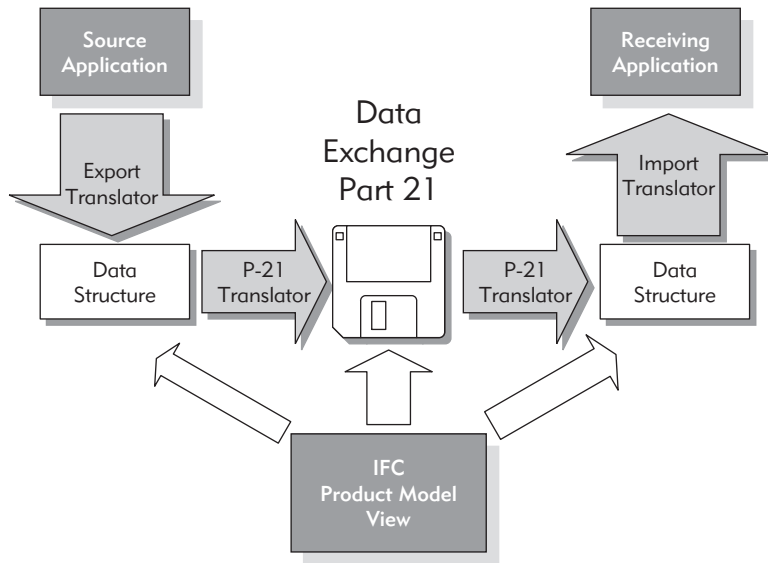 Source
Application
Receiving
Application
Data
Exchange
Part 21
Export
Translator
Import
Translator
Data
Structure
P-21
Translator
P-21
Translator
Data
Structure
IFC
Product Model
View